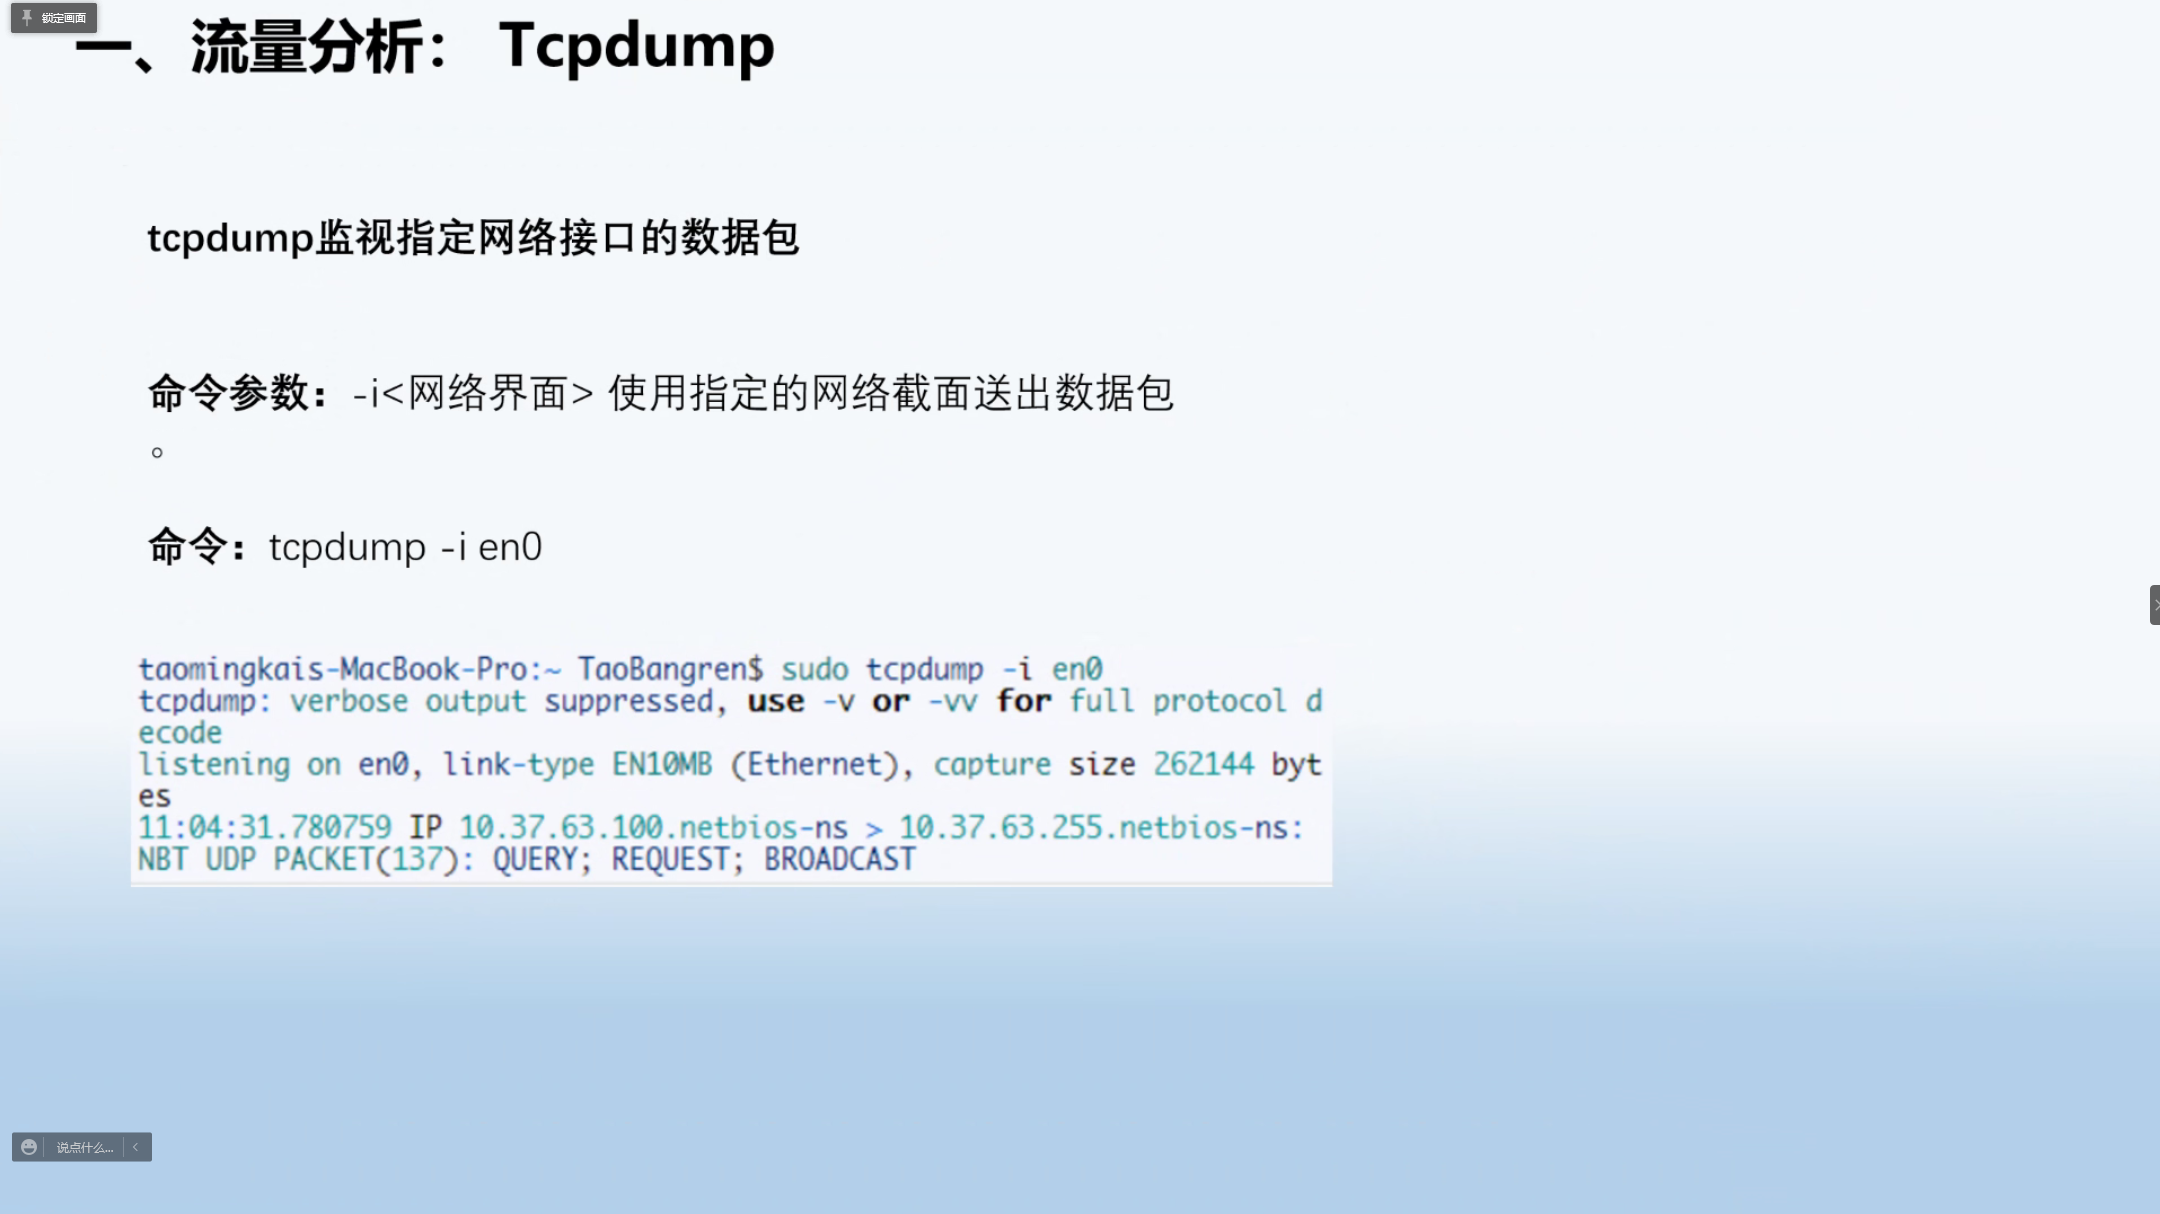 锁定画面
一、流量分析： Tcpdump
tcpdump监视指定网络接口的数据包
命令参数：-i<网络界面> 使用指定的网络截面送出数据包
。
命令：tcpdump -i en0
taomingkais-MacBook-Pro:~ TaoBangren$ sudo tcpdump -i en0
tcpdump: verbose output suppressed, use -v or -vv for full protocol d
ecode
listening on en0, link-type EN10MB (Ethernet), capture size 262144 byt
es
11:04:31.780759 IP 10.37.63.100.netbios-ns > 10.37.63.255.netbios-ns:
NBT UDP PACKET(137): QUERY; REQUEST; BROADCAST
说点什么...